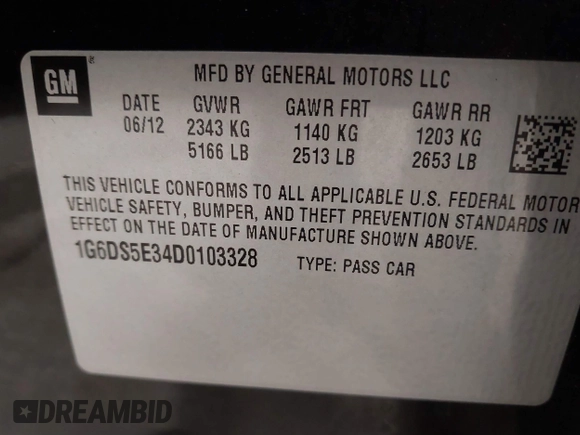 GM
®
MFD BY GENERAL MOTORS LLC
DATE GVWR GAWR FRT GAWR RR
06/12 2343 KG 1140 KG 1203 KG
5166 LB 2513 LB 2653 LB
THIS VEHICLE CONFORMS TO ALL APPLICABLE U.S. FEDERAL MOTOR
VEHICLE SAFETY, BUMPER, AND THEFT PREVENTION STANDARDS IN
EFFECT ON THE DATE OF MANUFACTURE SHOWN ABOVE.
1G6DS5E34D0103328 TYPE: PASS CAR
DREAMBID